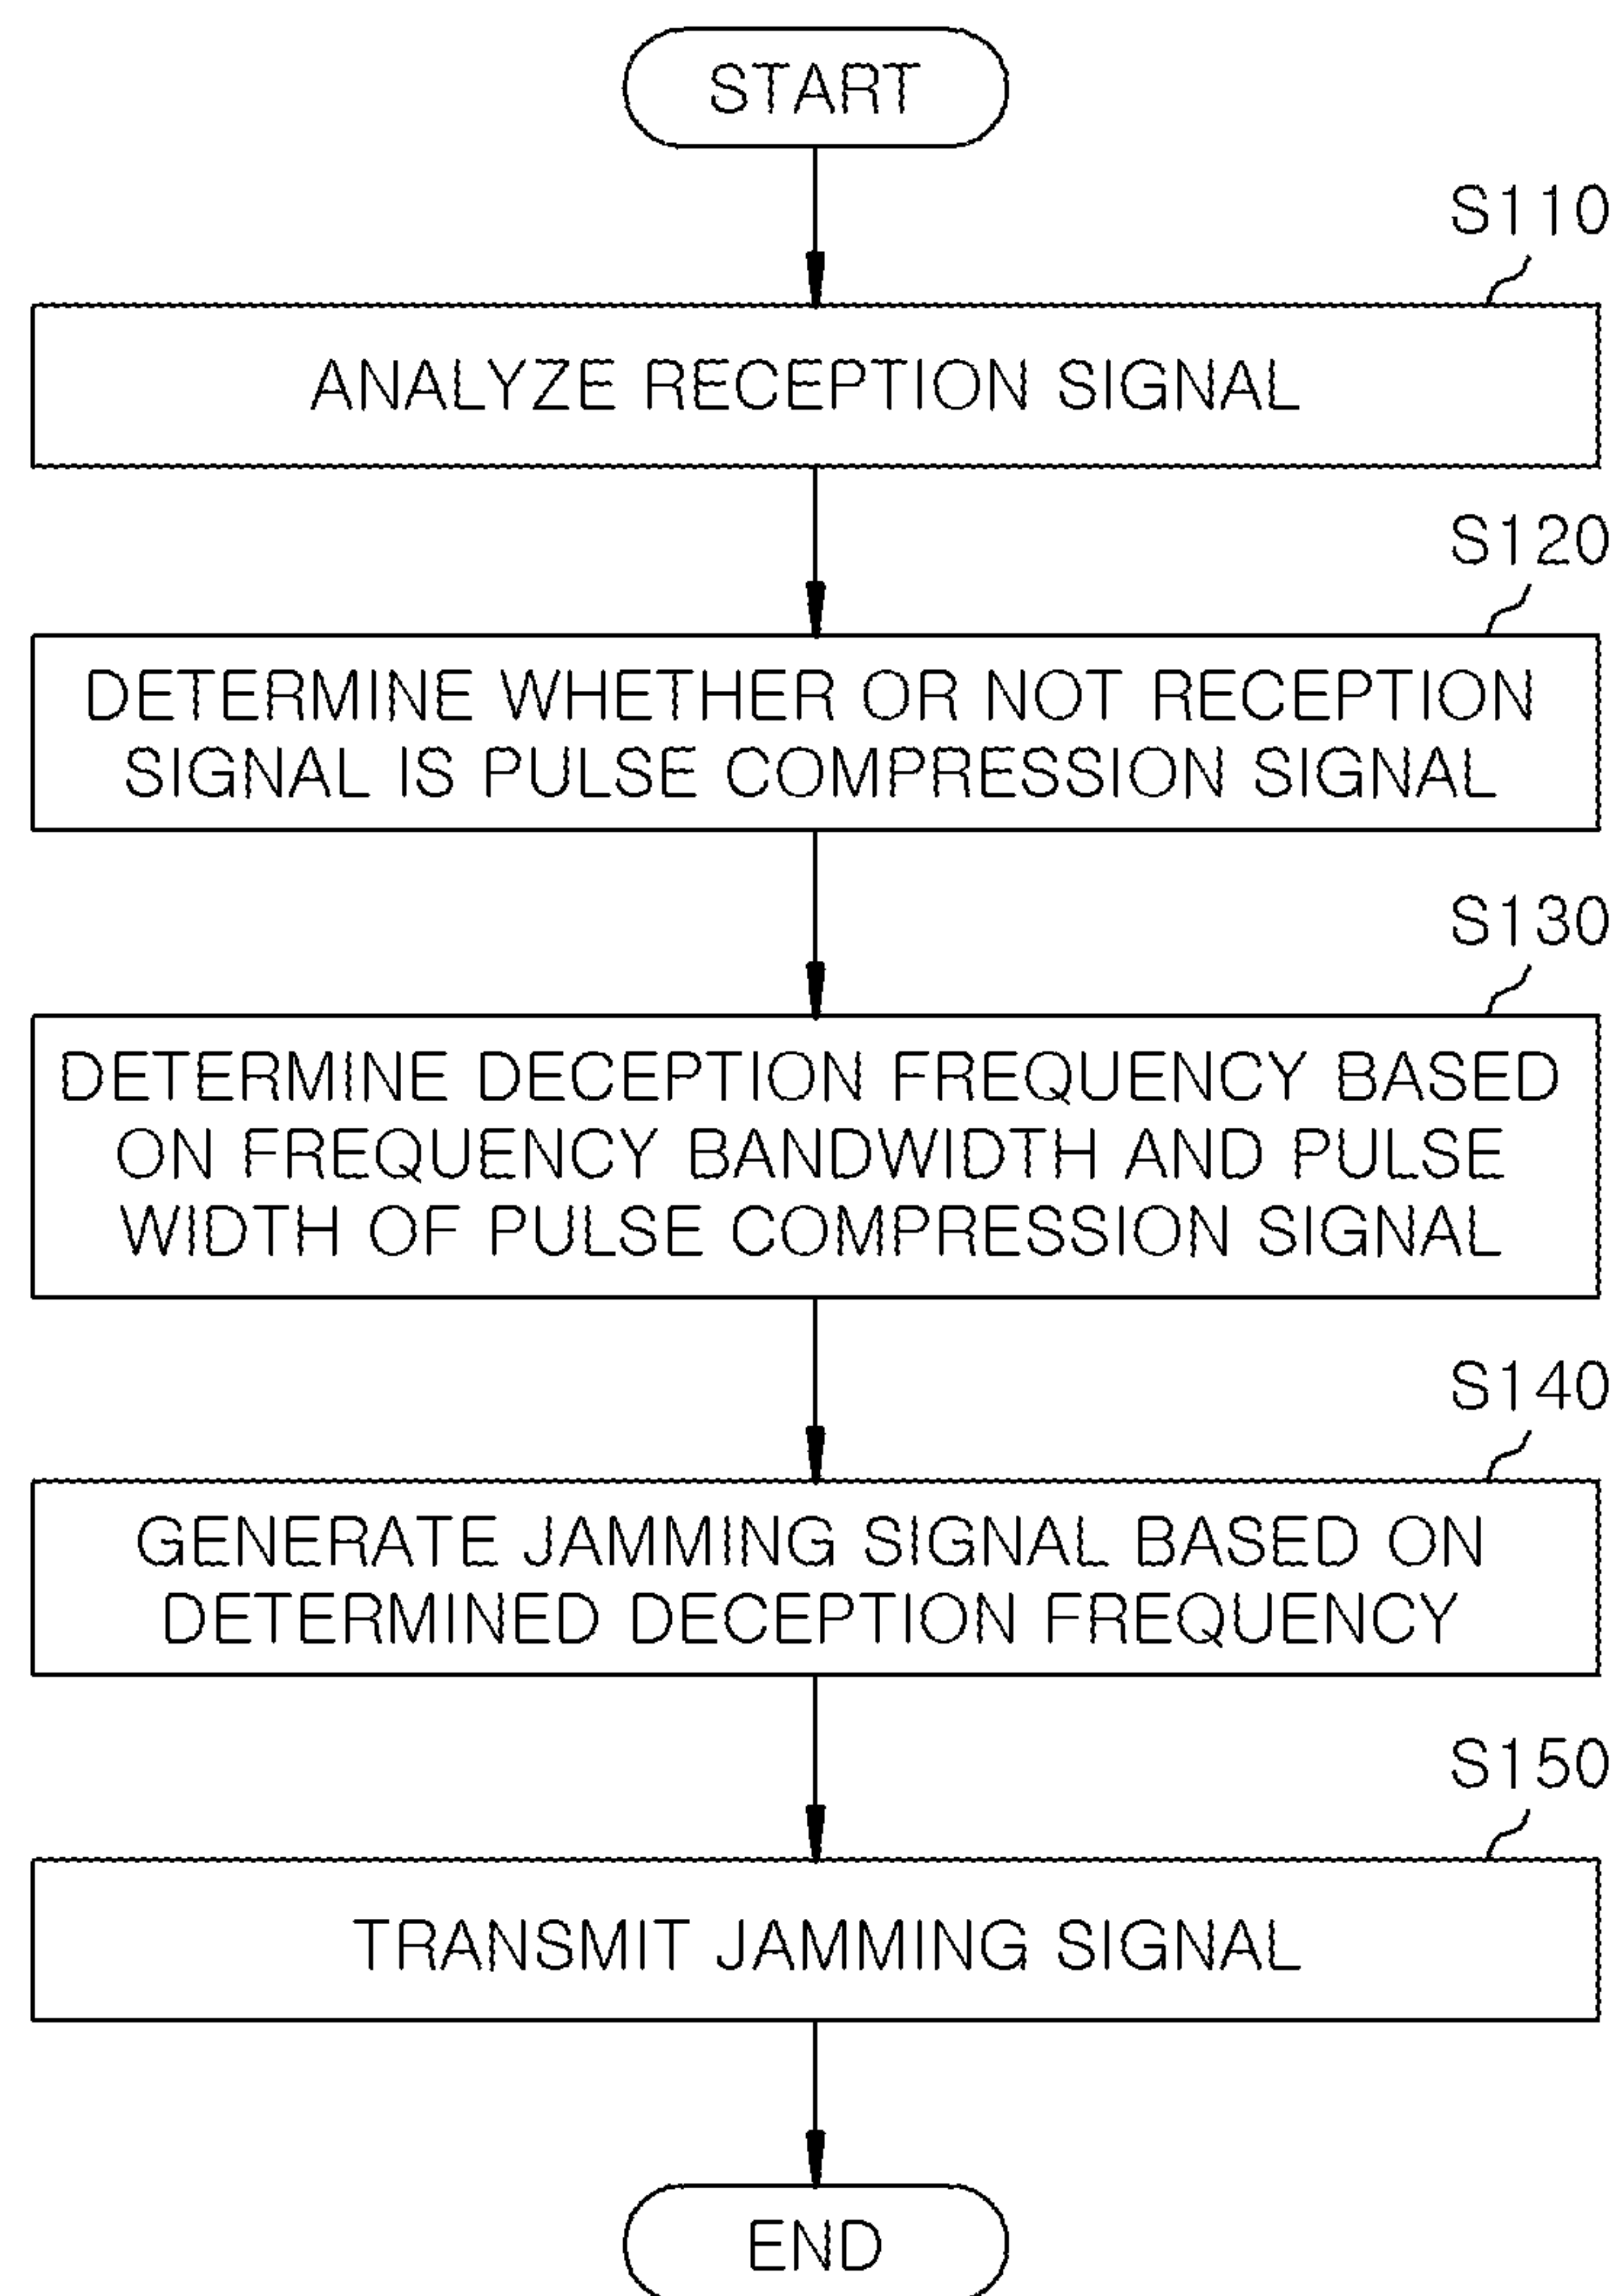 START
S110
ANALYZE RECEPTION SIGNAL
S120
DETERMINE WHETHER OR NOT RECEPTION
SIGNAL IS PULSE COMPRESSION SIGNAL
S130
DETERMINE DECEPTION FREQUENCY BASED
ON FREQUENCY BANDWIDTH AND PULSE
WIDTH OF PULSE COMPRESSION SIGNAL
S140
GENERATE JAMMING SIGNAL BASED ON
DETERMINED DECEPTION FREQUENCY
S150
TRANSMIT JAMMING SIGNAL
END